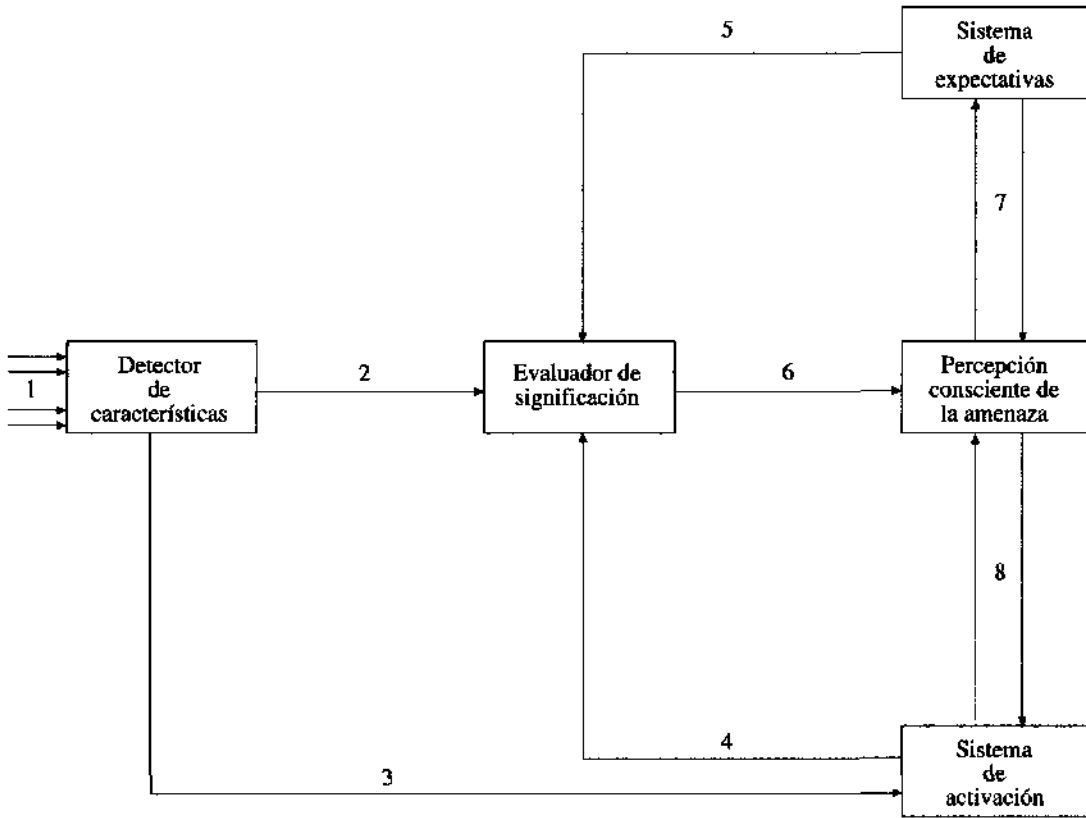 5
Sistema
de
expectativas
7
1
Detector
de
características
2
Evaluador de
significación
6
Percepción
consciente de
la amenaza
8
4
3
Sistema
de
activación